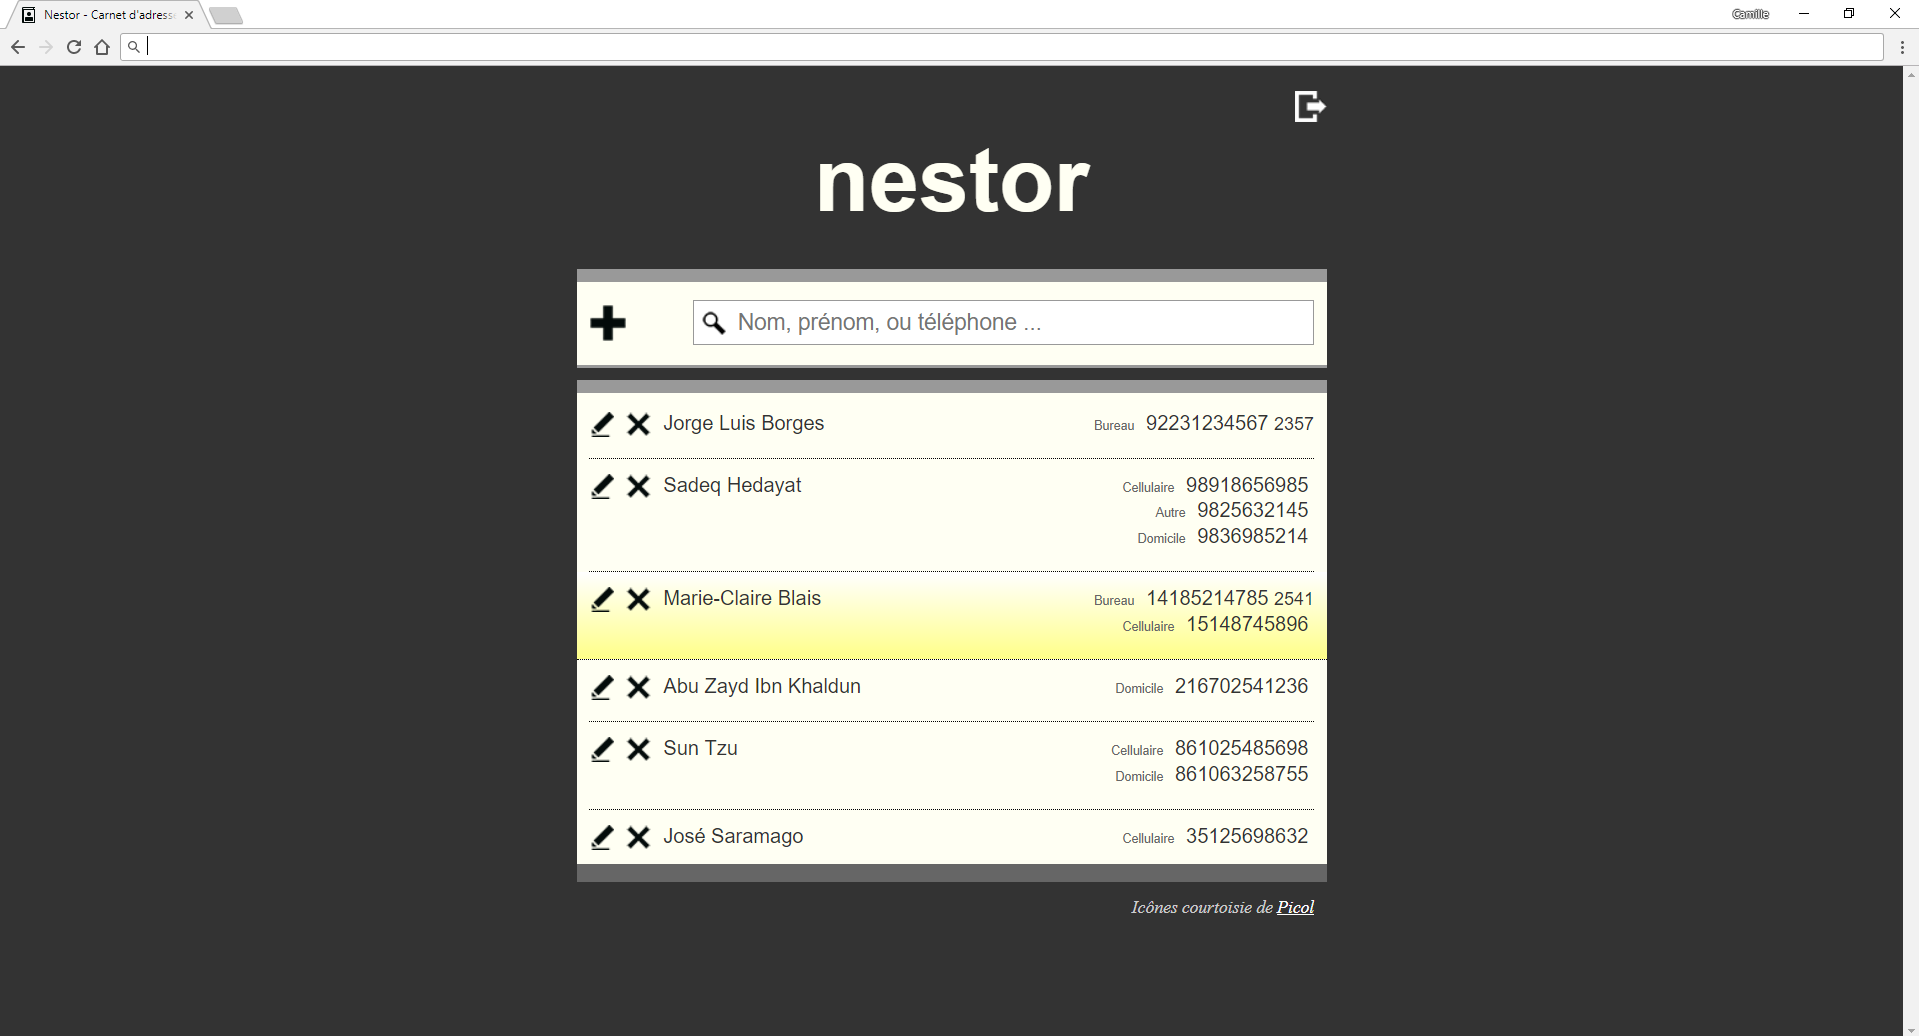 Nestor - Carnet d'adress
Camille
nestor
Nom, prénom, ou téléphone ...
Jorge Luis Borges Bureau 92231234567 2357
Sadeq Hedayat Cellulaire 98918656985
Autre 9825632145
Domicile 9836985214
Marie-Claire Blais Bureau 14185214785 2541
Cellulaire 15148745896
Abu Zayd Ibn Khaldun Domicile 216702541236
Sun Tzu Cellulaire 861025485698
Domicile 861063258755
José Saramago Cellulaire 35125698632
Icônes courtoisie de Picol